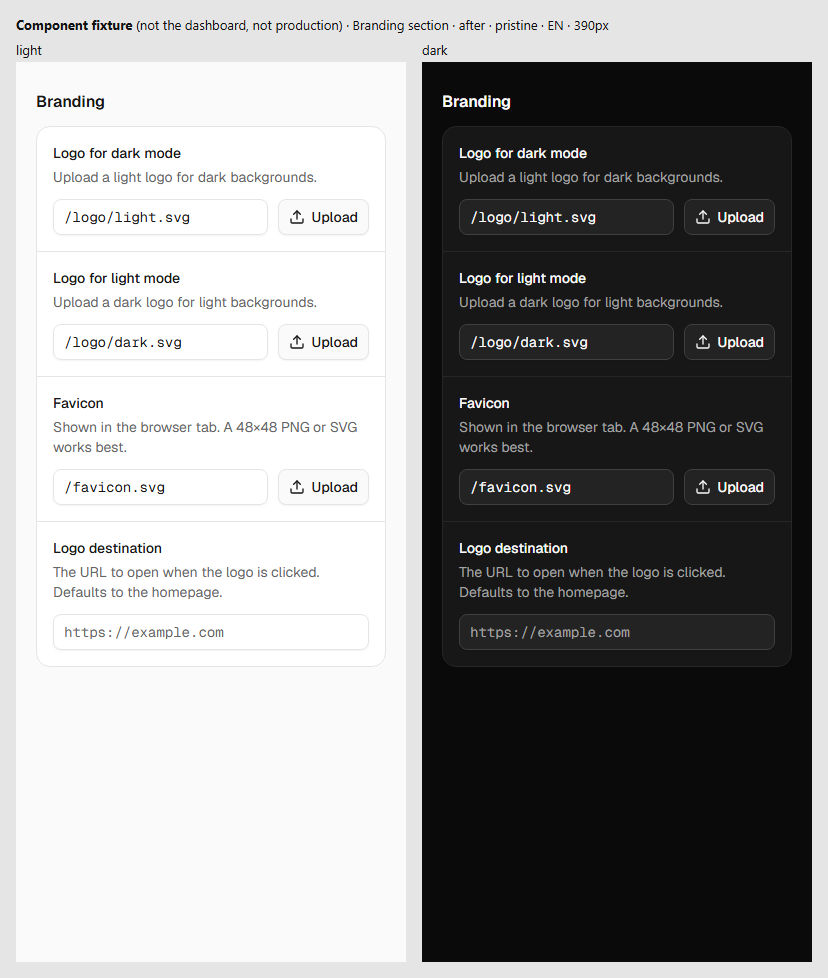 Component fixture (not the dashboard, not production) · Branding section · after · pristine · EN · 390px
light
Branding
Logo for dark mode
Upload a light logo for dark backgrounds.
/logo/light.svg
Upload
Logo for light mode
Upload a dark logo for light backgrounds.
/logo/dark.svg
Upload
Favicon
Shown in the browser tab. A 48×48 PNG or SVG
works best.
/favicon.svg
Upload
Logo destination
The URL to open when the logo is clicked.
Defaults to the homepage.
https://example.com
dark
Branding
Logo for dark mode
Upload a light logo for dark backgrounds.
/logo/light.svg
Upload
Logo for light mode
Upload a dark logo for light backgrounds.
/logo/dark.svg
Upload
Favicon
Shown in the browser tab. A 48×48 PNG or SVG
works best.
/favicon.svg
Upload
Logo destination
The URL to open when the logo is clicked.
Defaults to the homepage.
https://example.com